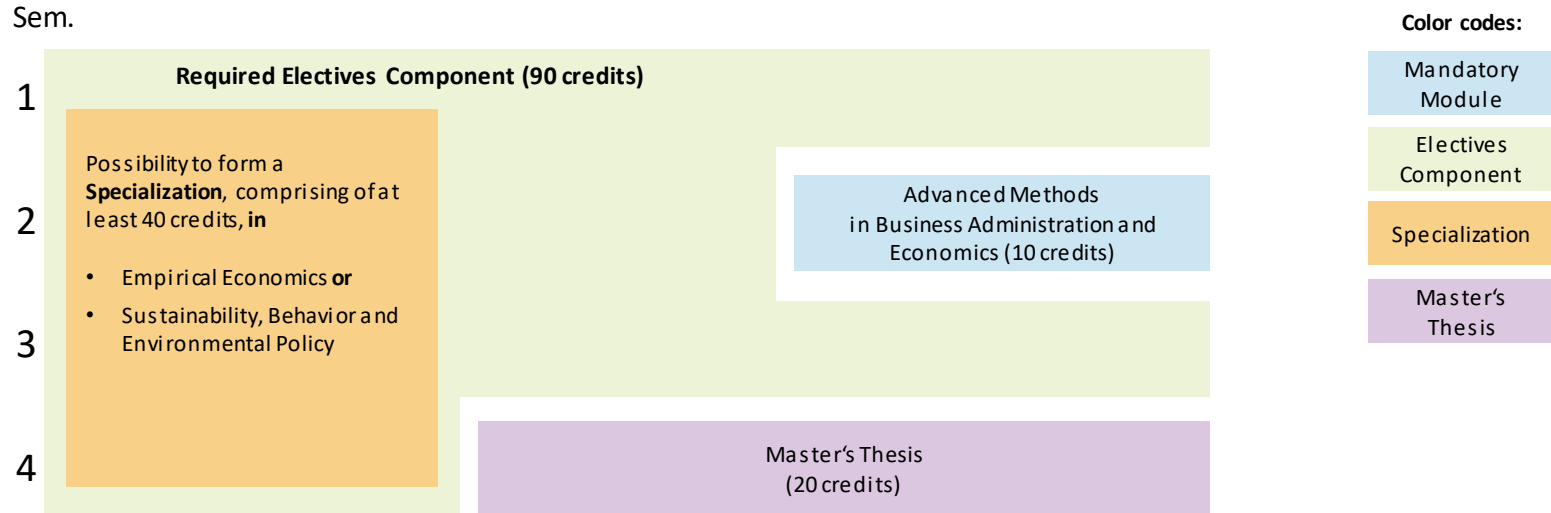 Sem.
Required Electives Component (90 credits)
1
Possibility to form a
Specialization, comprising of at
least 40 credits, in
• Empirical Economics or
• Sustainability, Behavior and
Environmental Policy
2
Advanced Methods
in Business Administration and
Economics (10 credits)
3
4
Master‘s Thesis
(20 credits)
Color codes:
Mandatory
Module
Electives
Component
Specialization
Master‘s
Thesis